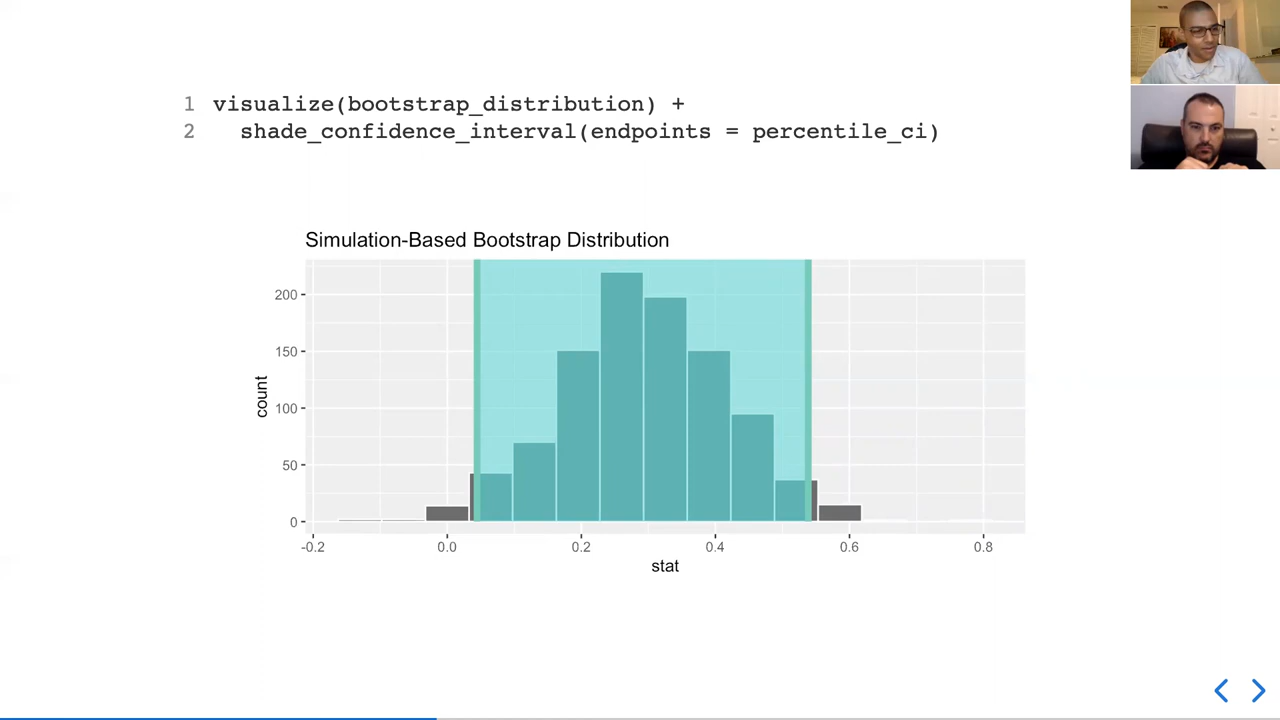 1 visualize(bootstrap_distribution) +
2 shade_confidence_interval(endpoints = percentile_ci)
Simulation-Based Bootstrap Distribution
200
150
100
50
0
count
-0.2 0.0 0.2 0.4 0.6 0.8
stat